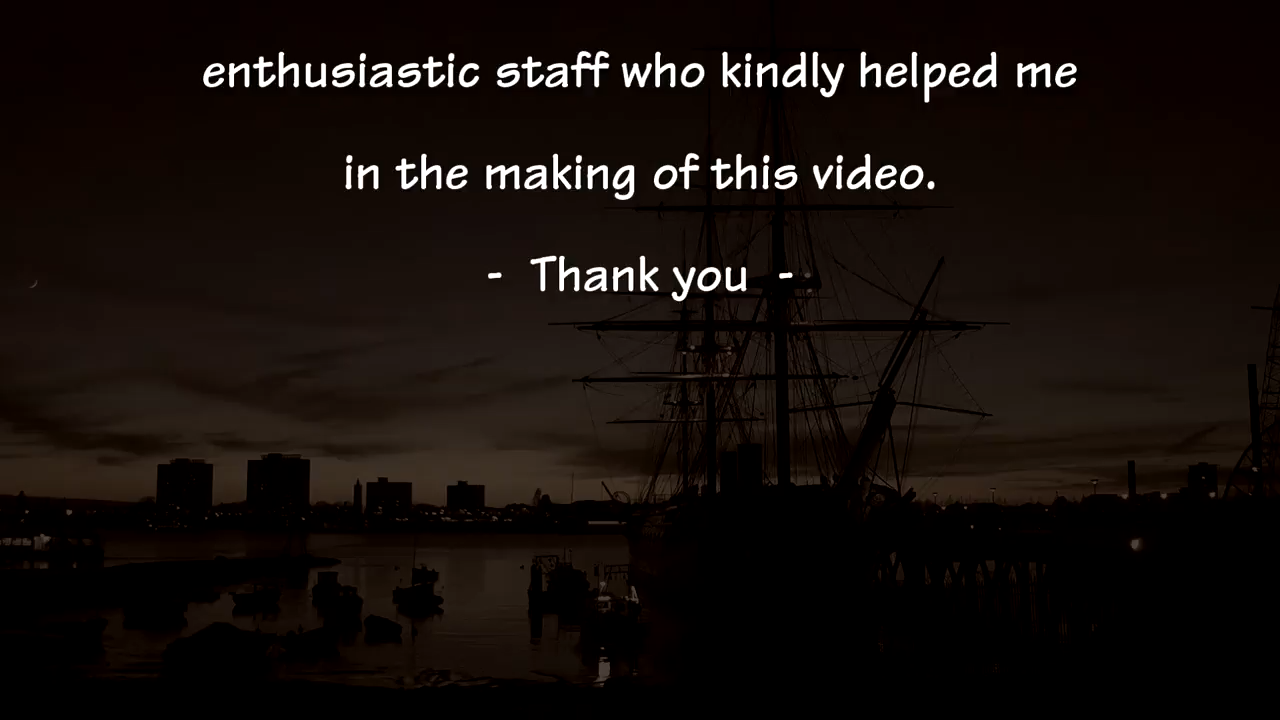 enthusiastic staff who kindly helped me
in the making of this video.
- Thank you -